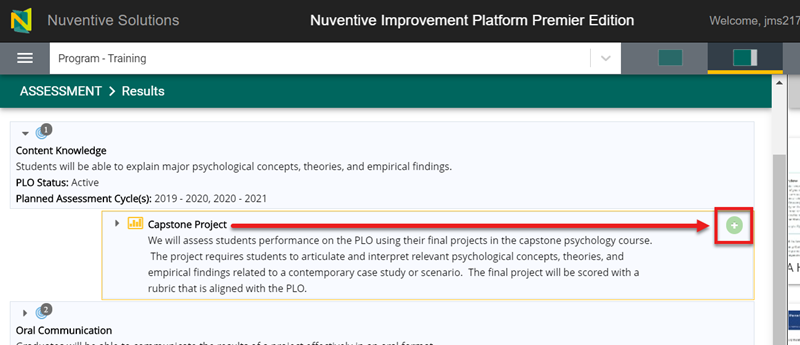 Nuventive Solutions
Nuventive Improvement Platform Premier Edition
Welcome, jms217
Program - Training
ASSESSMENT > Results
1
Content Knowledge
Students will be able to explain major psychological concepts, theories, and empirical findings.
PLO Status: Active
Planned Assessment Cycle(s): 2019 - 2020, 2020 - 2021
Capstone Project
We will assess students performance on the PLO using their final projects in the capstone psychology course.
The project requires students to articulate and interpret relevant psychological concepts, theories, and
empirical findings related to a contemporary case study or scenario. The final project will be scored with a
rubric that is aligned with the PLO.
2
Oral Communication
Graduates will be able to communicate the results of a project effectively in an oral format